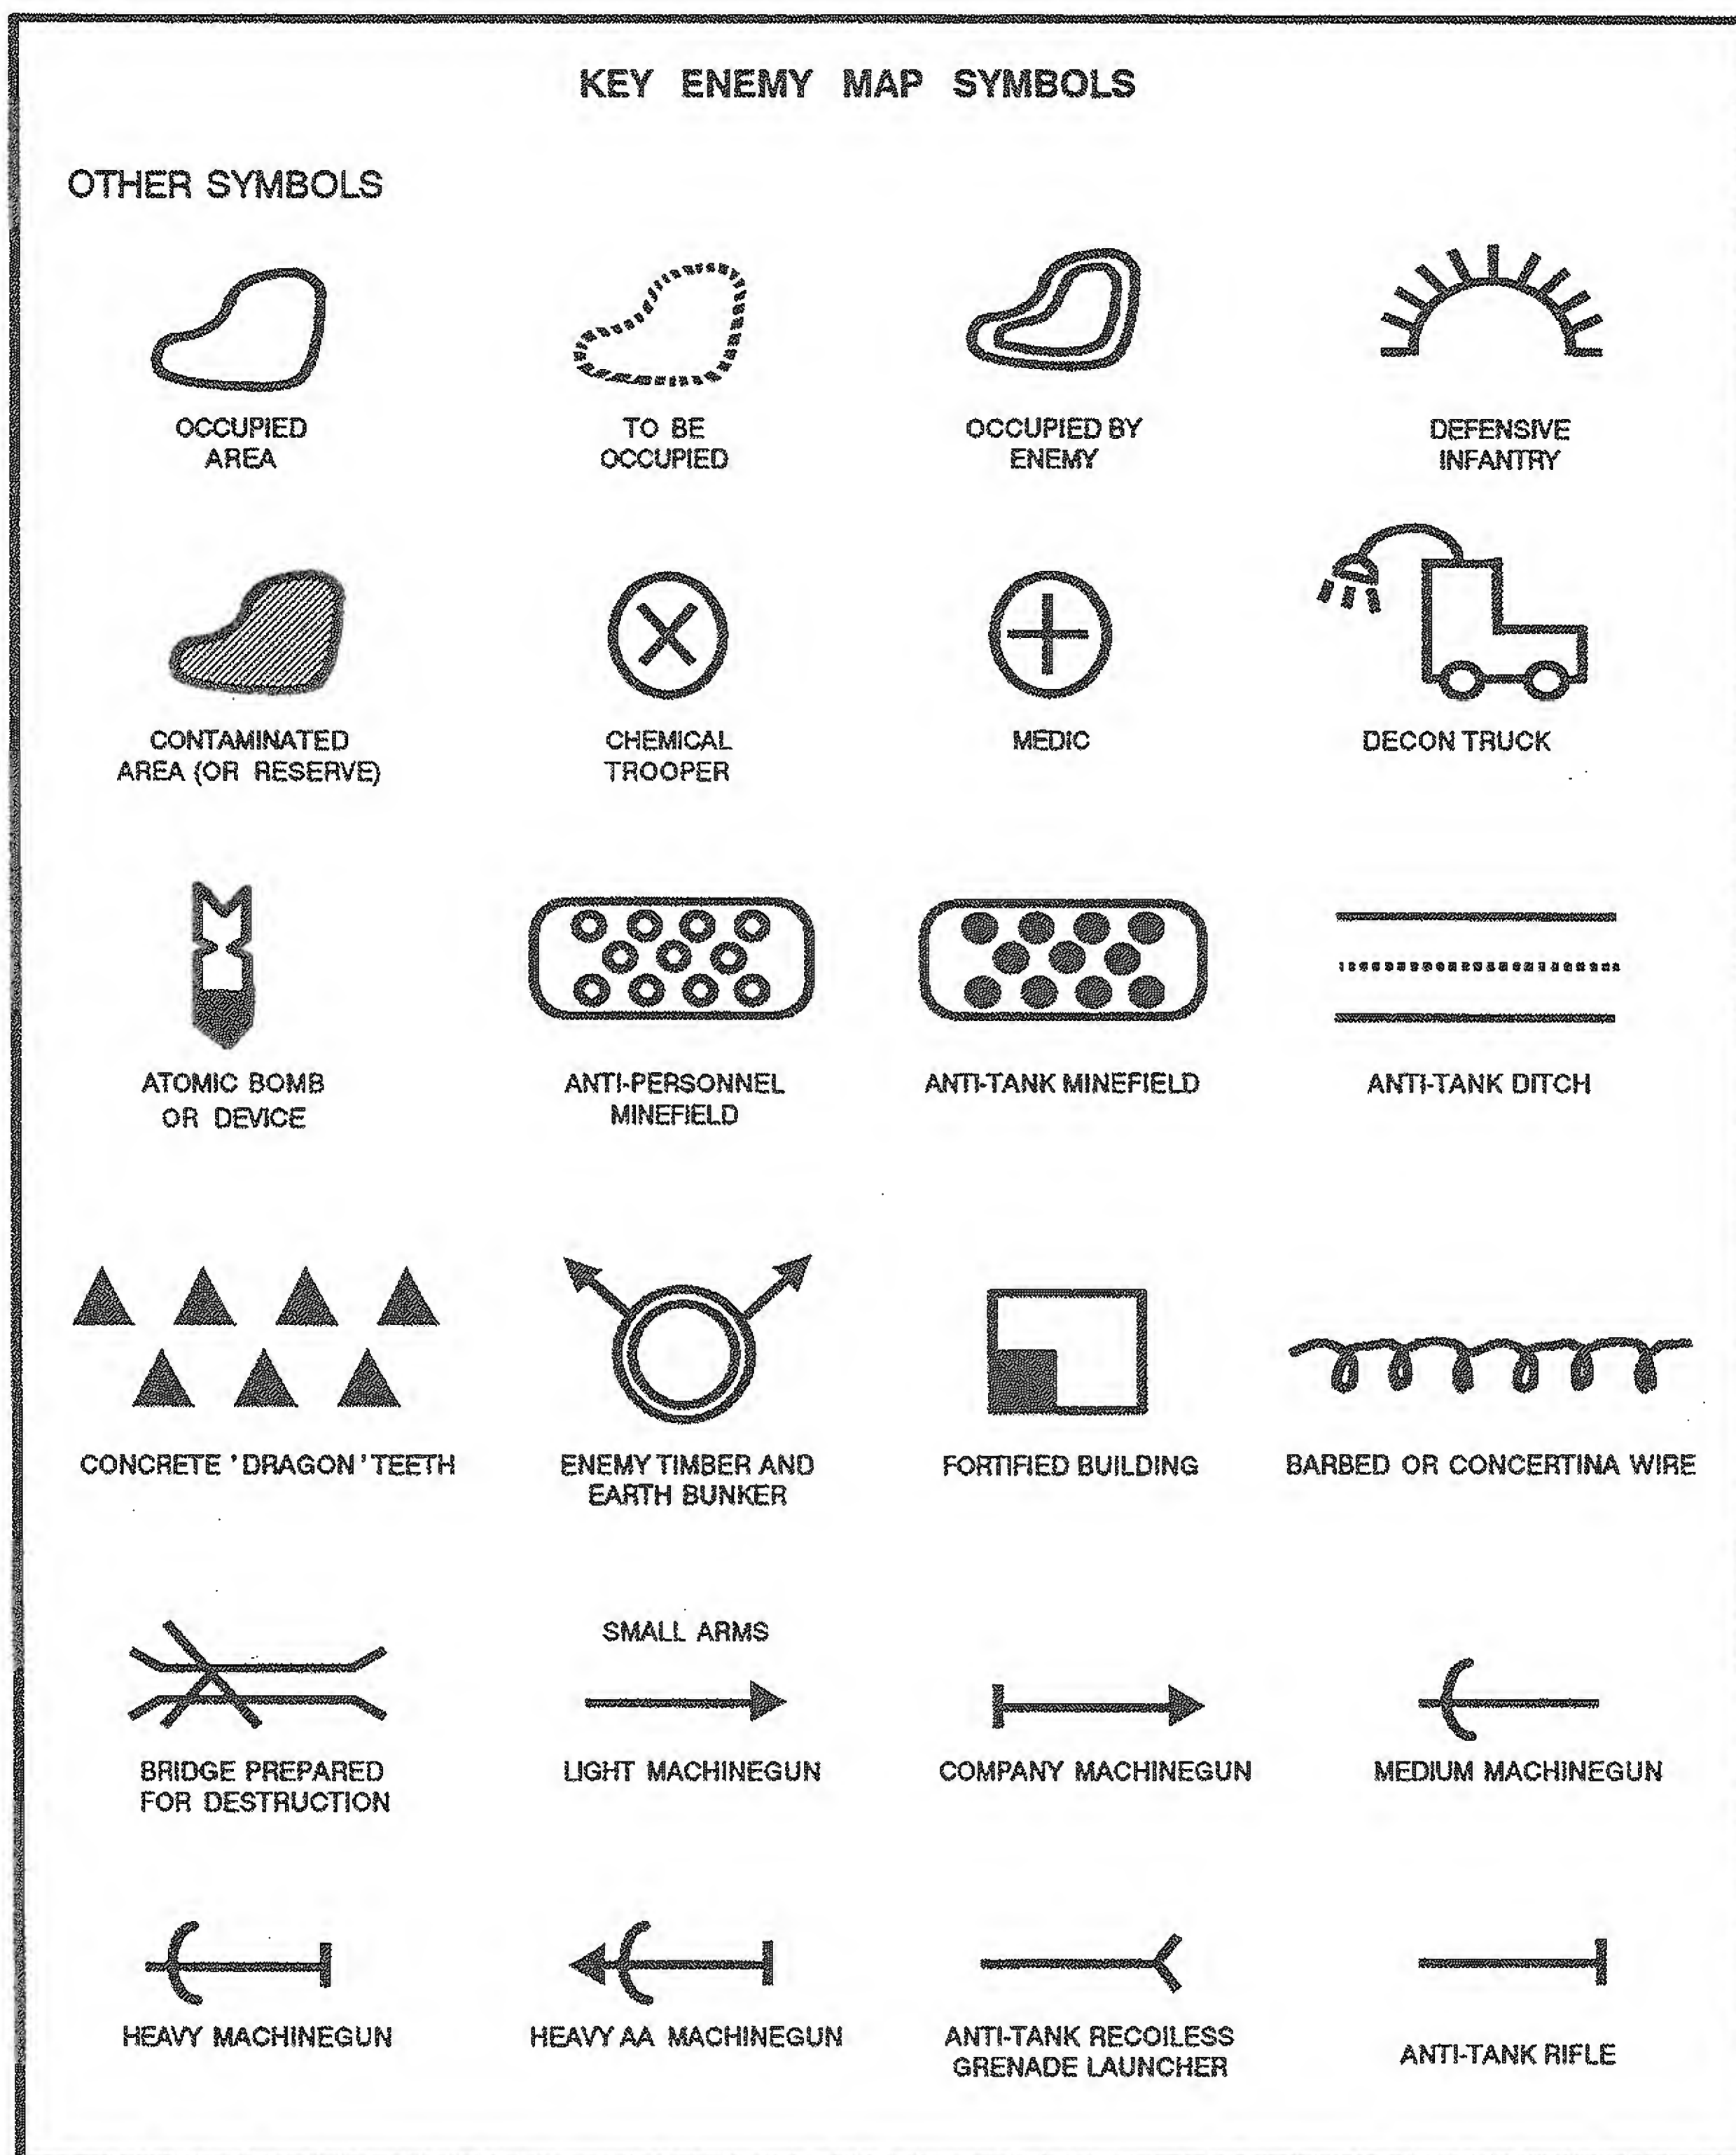 KEY ENEMY MAP SYMBOLS
OTHER SYMBOLS
OCCUPIED
AREA
TO BE
OCCUPIED
OCCUPIED BY
ENEMY
DEFENSIVE
INFANTRY
CONTAMINATED
AREA (OR RESERVE)
CHEMICAL
TROOPER
MEDIC
DECON TRUCK
ATOMIC BOMB
OR DEVICE
ANTI-PERSONNEL
MINEFIELD
ANTI-TANK MINEFIELD
ANTI-TANK DITCH
CONCRETE 'DRAGON' TEETH
ENEMY TIMBER AND
EARTH BUNKER
FORTIFIED BUILDING
BARBED OR CONCERTINA WIRE
BRIDGE PREPARED
FOR DESTRUCTION
SMALL ARMS
LIGHT MACHINEGUN
COMPANY MACHINEGUN
MEDIUM MACHINEGUN
HEAVY MACHINEGUN
HEAVY AA MACHINEGUN
ANTI-TANK RECOILESS
GRENADE LAUNCHER
ANTI-TANK RIFLE